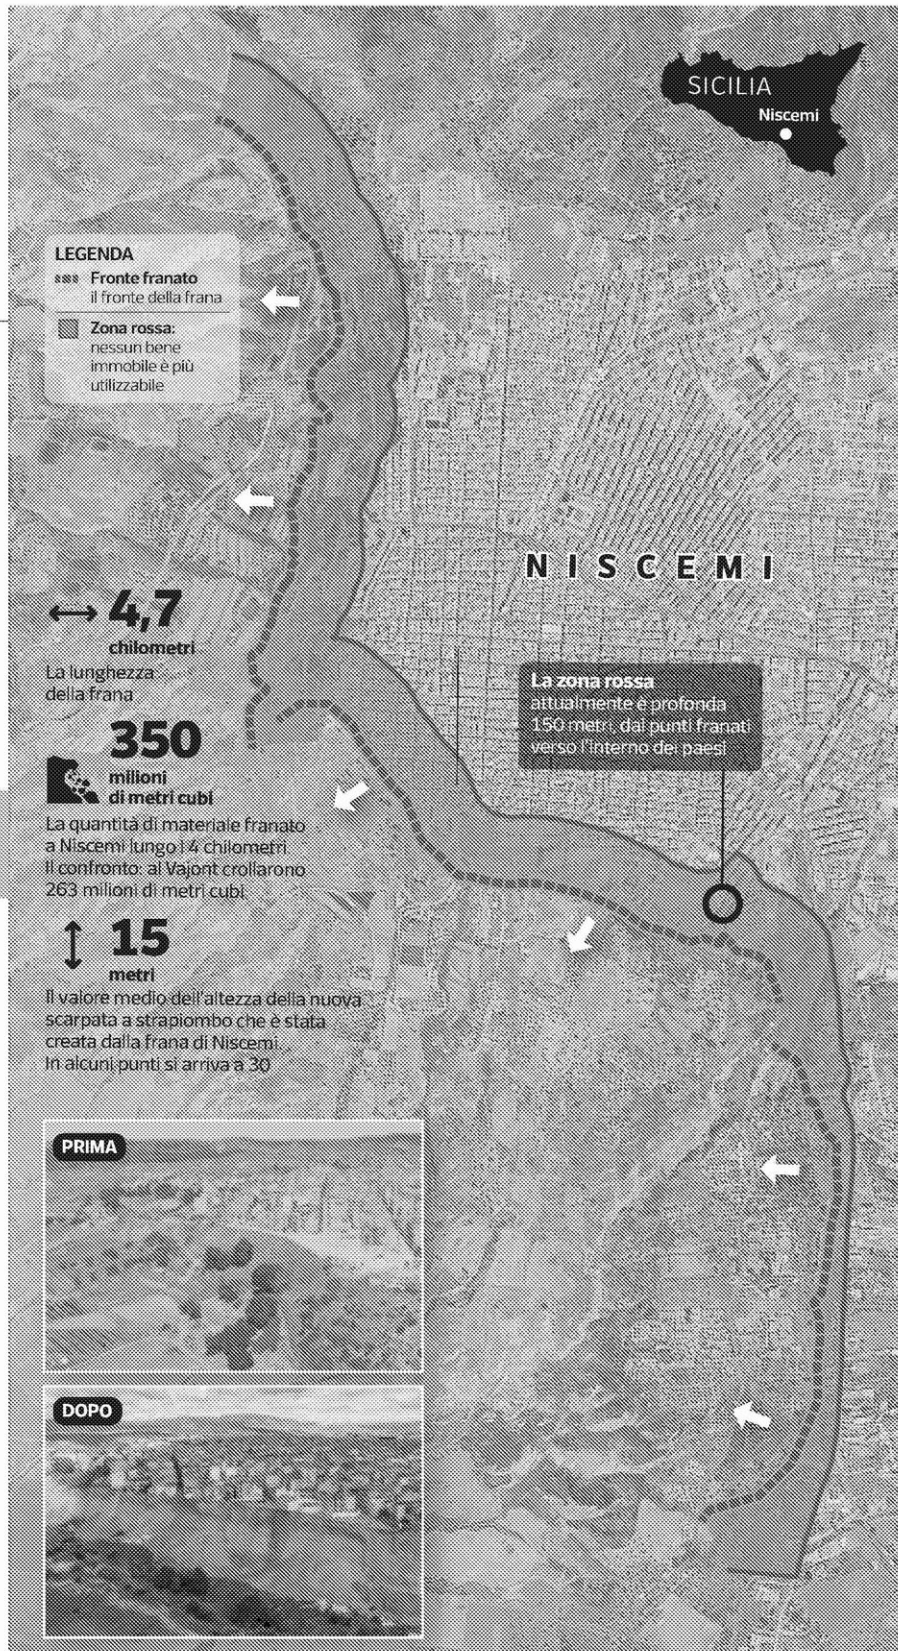 SICILIA
Niscemi
LEGENDA
Fronte franato
il fronte della frana
Zona rossa:
nessun bene
immobile è più
utilizzabile
NISCEMI
4,7
chilometri
La lunghezza
della frana
La zona rossa
attualmente è profonda
150 metri, dai punti franati
verso l'interno dei paesi
350
milioni
di metri cubi
La quantità di materiale franato
a Niscemi lungo i 4 chilometri.
Il confronto: al Vajont crollarono
263 milioni di metri cubi
15
metri
Il valore medio dell'altezza della nuova
scarpata a strapiombo che è stata
creata dalla frana di Niscemi.
In alcuni punti si arriva a 30
PRIMA
DOPO